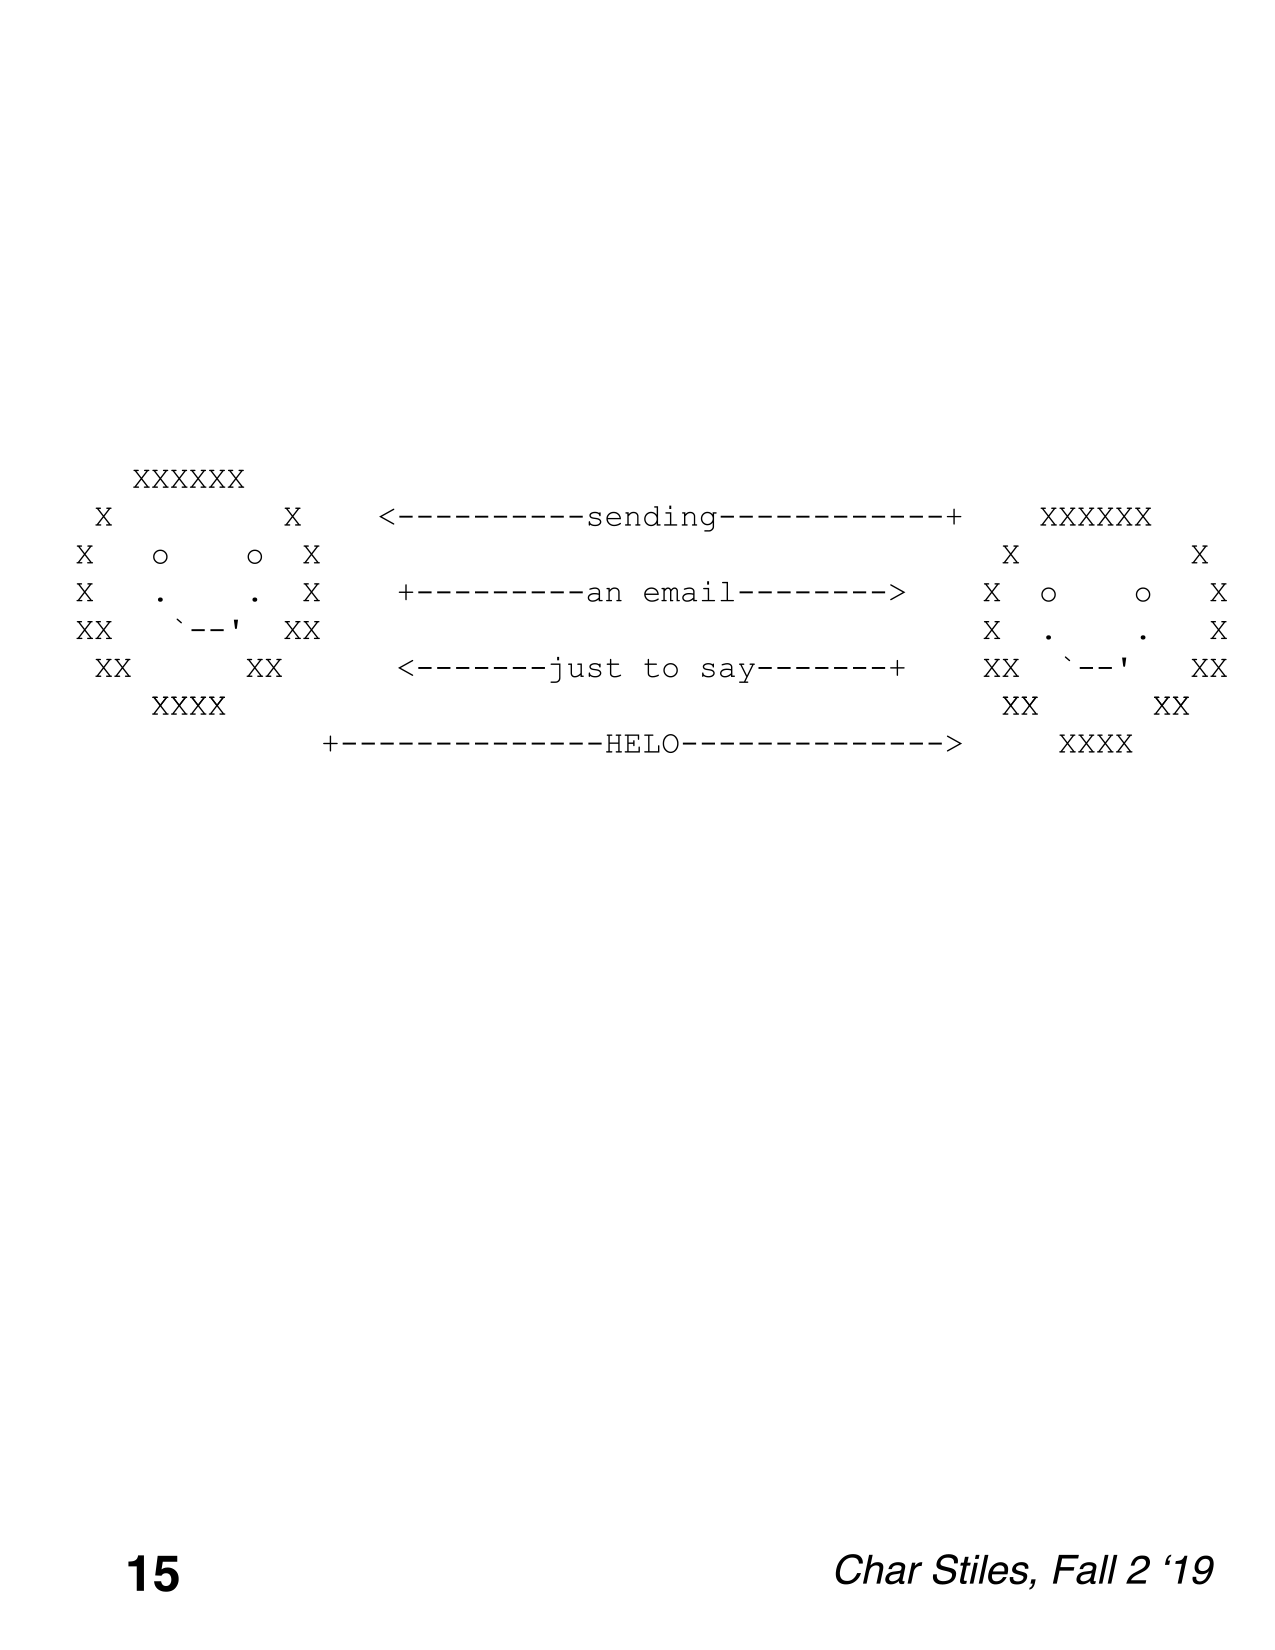 XXXXXX
  X         X    <----------sending------------+    XXXXXX
 X   o    o  X                                    X         X
 X   .    .  X    +---------an email-------->    X  o    o   X
 XX   `--'  XX                                   X  .    .   X
  XX      XX      <-------just to say-------+    XX  `--'   XX
     XXXX                                         XX      XX
              +--------------HELO-------------->     XXXX
15
Char Stiles, Fall 2 ‘19